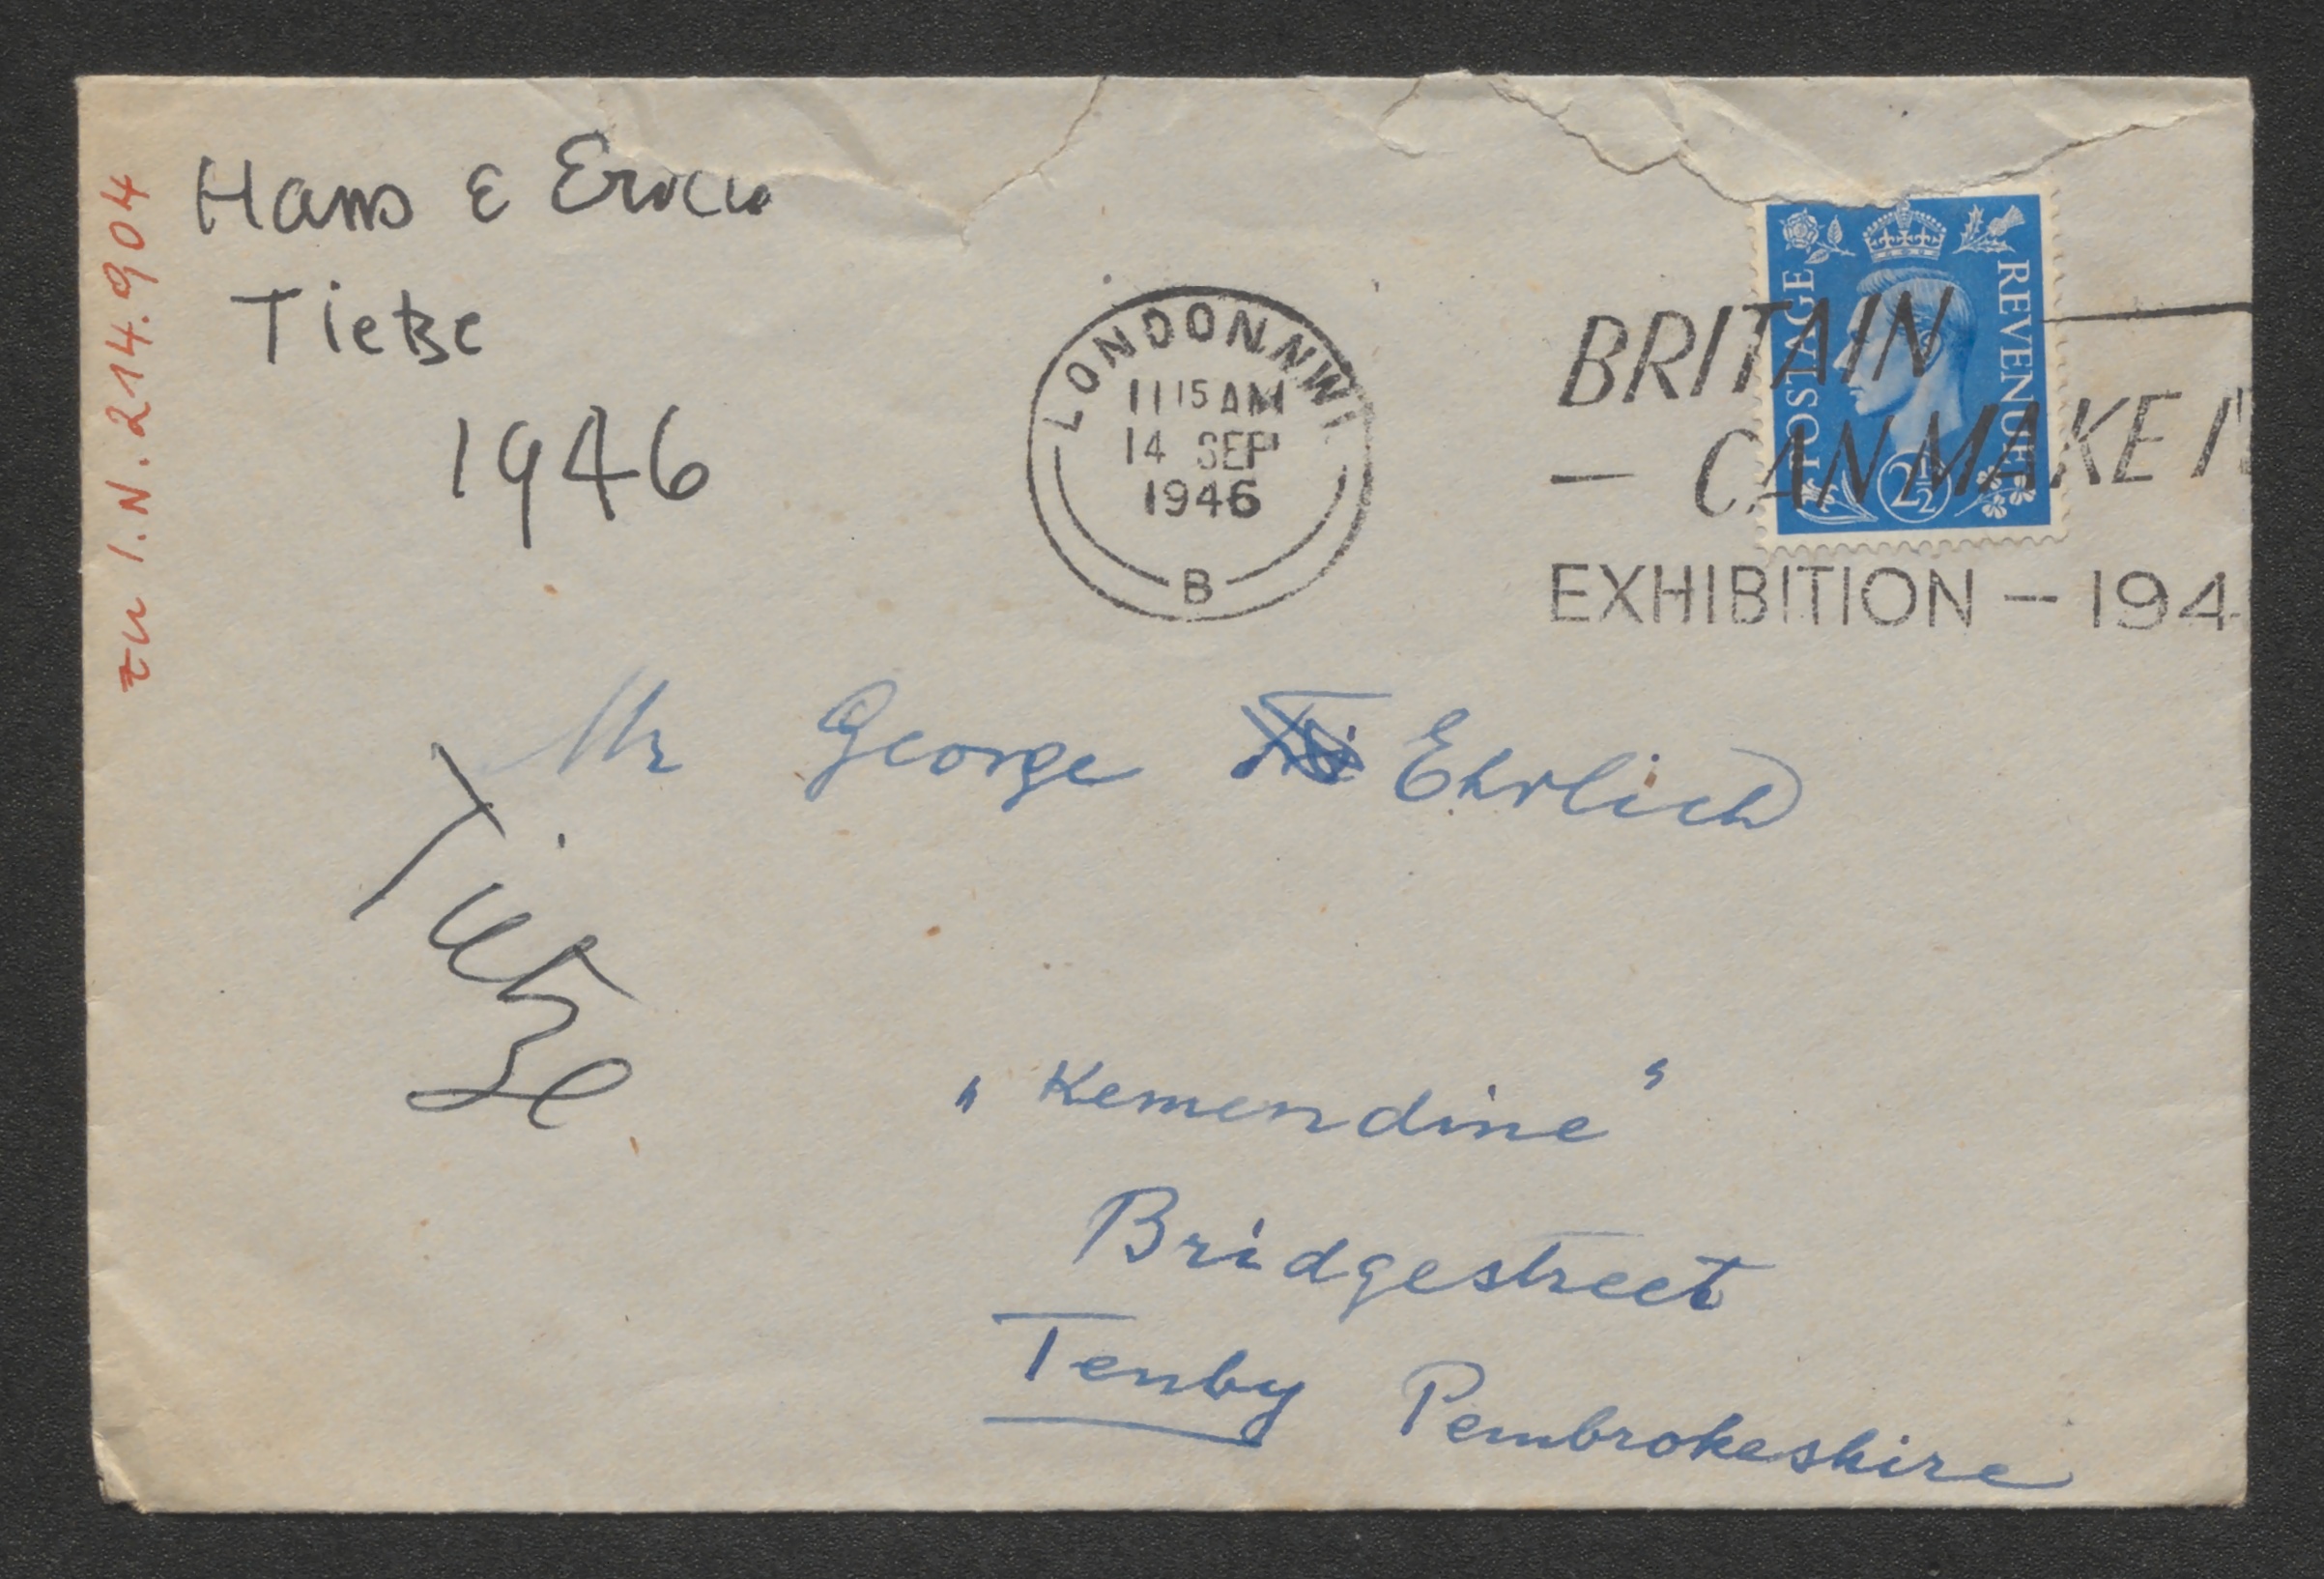 zu I.N. 214.904
Hans & Erica
Tietze
1946
LONDON.N.W.1
11 15 AM
14 SEP
1946
B
BRITAIN
— CAN MAKE I
EXHIBITION — 194
POSTAGE
REVENUE
2½
Mr George Ehrlich
Tietze
„Kemendine"
Bridgestreet
Tenby Pembrokeshire